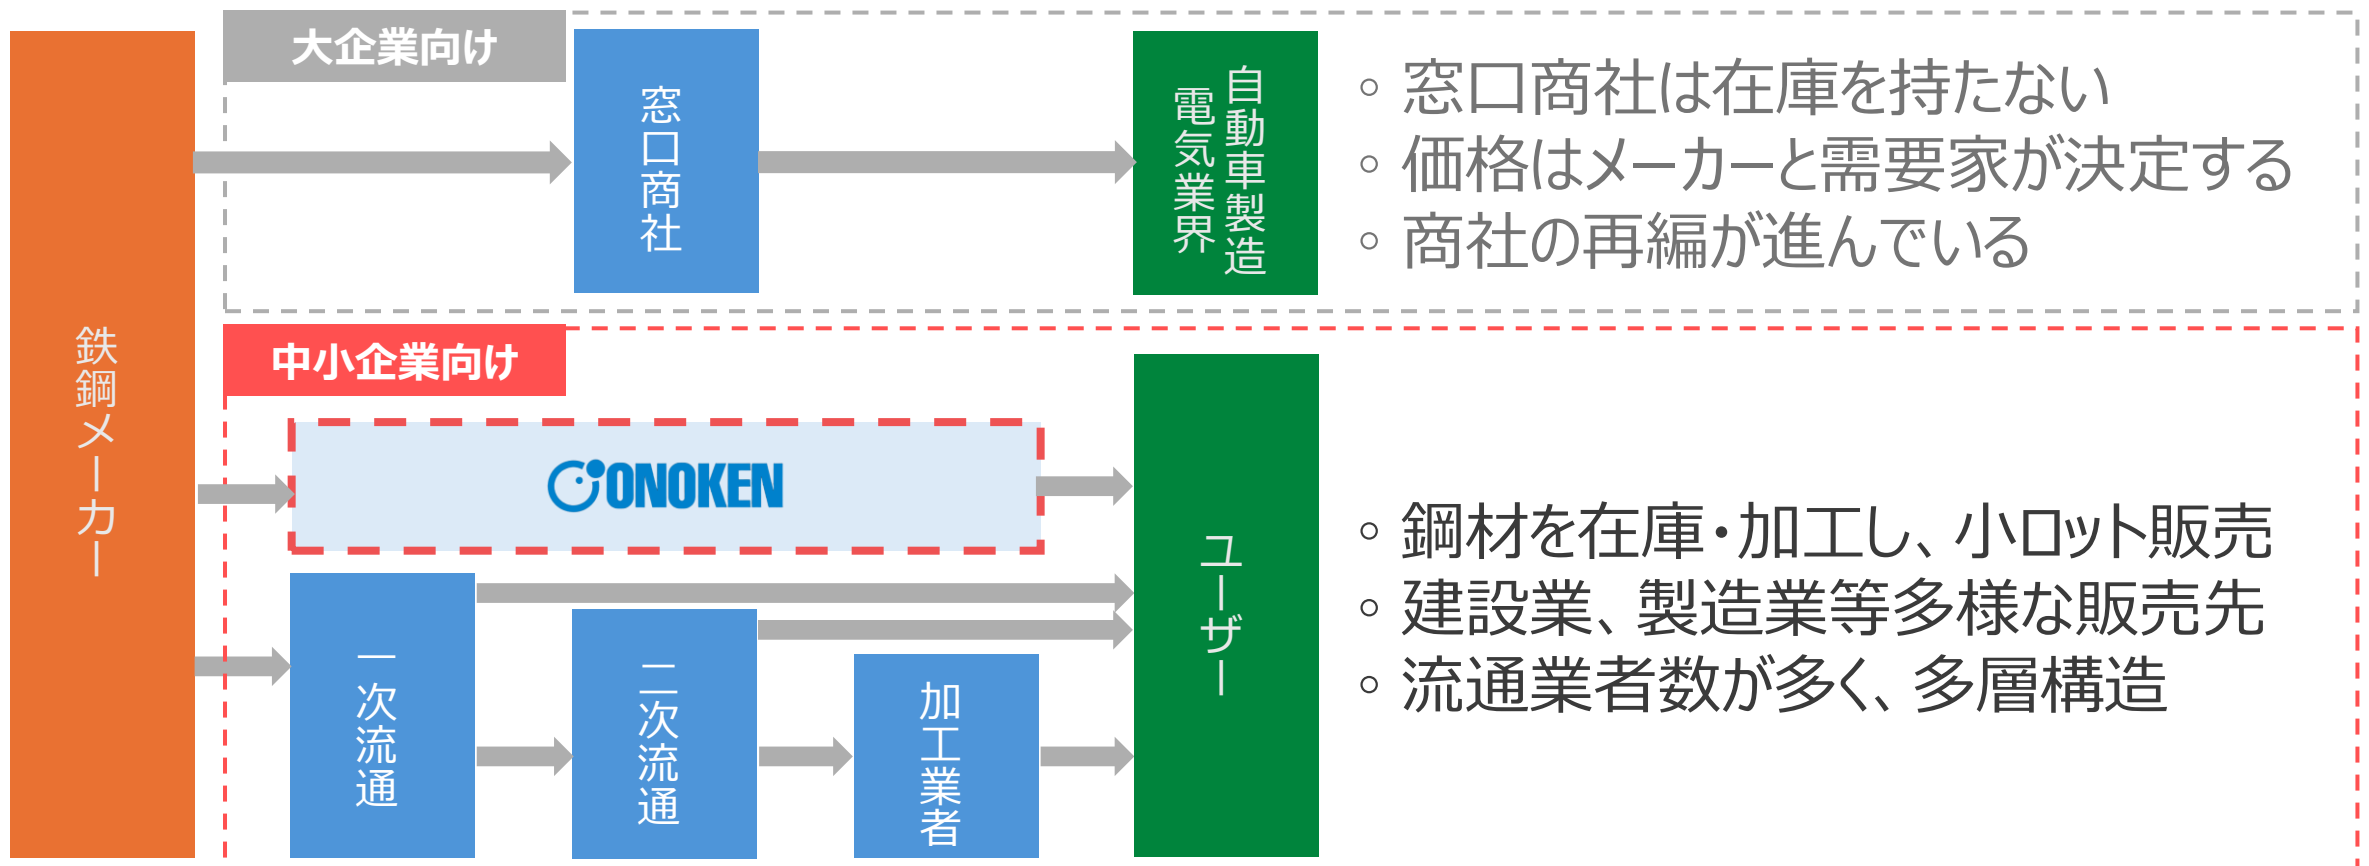 鉄鋼メーカー
大企業向け
窓口商社
自動車製造
電気業界
◦ 窓口商社は在庫を持たない
◦ 価格はメーカーと需要家が決定する
◦ 商社の再編が進んでいる
中小企業向け
ONOKEN
一次流通
二次流通
加工業者
ユーザー
◦ 鋼材を在庫・加工し、小ロット販売
◦ 建設業、製造業等多様な販売先
◦ 流通業者数が多く、多層構造